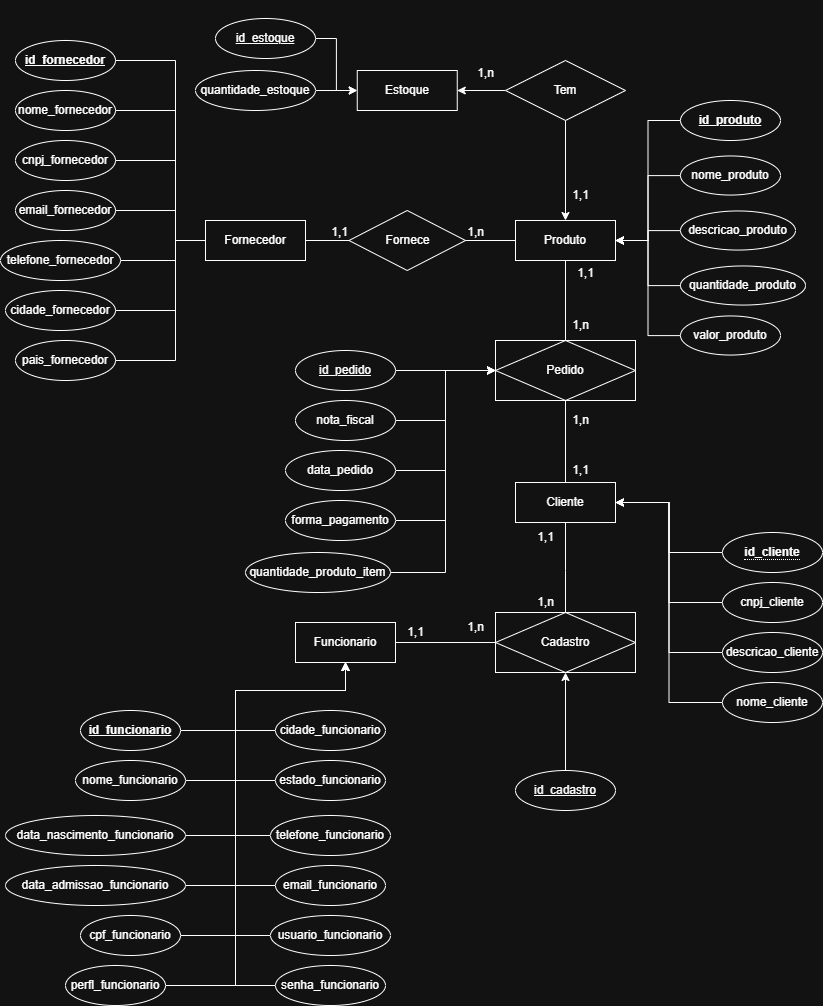 id_estoque
quantidade_estoque
Estoque
1,n
Tem
id_fornecedor
nome_fornecedor
cnpj_fornecedor
email_fornecedor
telefone_fornecedor
cidade_fornecedor
pais_fornecedor
Fornecedor
1,1
Fornece
1,n
1,1
Produto
1,1
id_produto
nome_produto
descricao_produto
quantidade_produto
valor_produto
1,n
Pedido
1,n
id_pedido
nota_fiscal
data_pedido
forma_pagamento
quantidade_produto_item
1,1
Cliente
1,1
id_cliente
cnpj_cliente
descricao_cliente
nome_cliente
1,n
Funcionario
1,1
1,n
Cadastro
id_cadastro
id_funcionario
cidade_funcionario
nome_funcionario
estado_funcionario
data_nascimento_funcionario
telefone_funcionario
data_admissao_funcionario
email_funcionario
cpf_funcionario
usuario_funcionario
perfl_funcionario
senha_funcionario